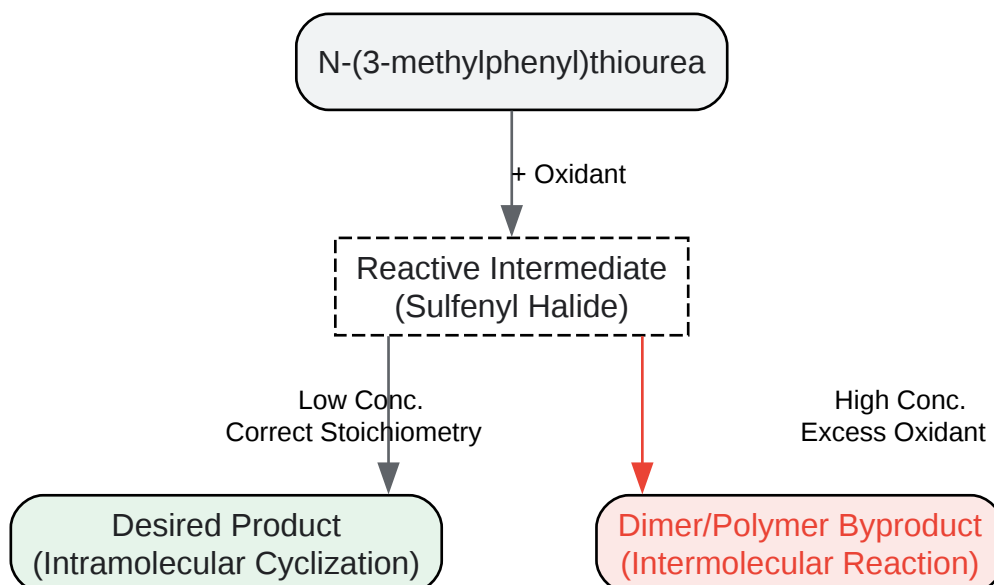 N-(3-methylphenyl)thiourea
+ Oxidant
Reactive Intermediate
(Sulfenyl Halide)
Low Conc.
Correct Stoichiometry
High Conc.
Excess Oxidant
Desired Product
(Intramolecular Cyclization)
Dimer/Polymer Byproduct
(Intermolecular Reaction)